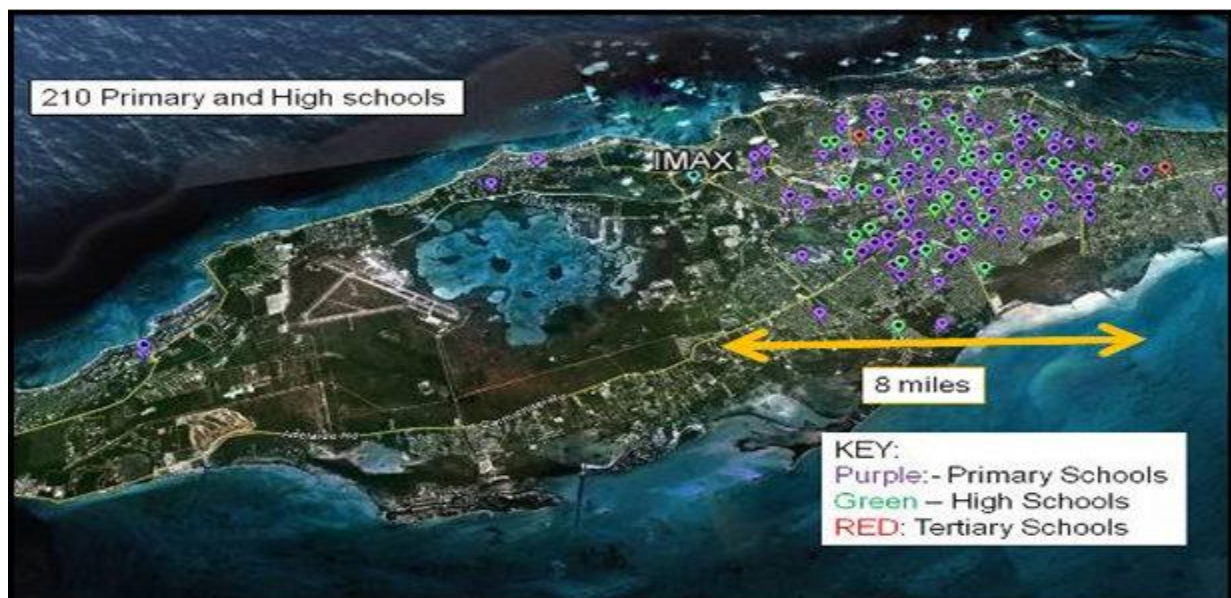 210 Primary and High schools
IMAX
8 miles
KEY:
Purple:- Primary Schools
Green – High Schools
RED: Tertiary Schools